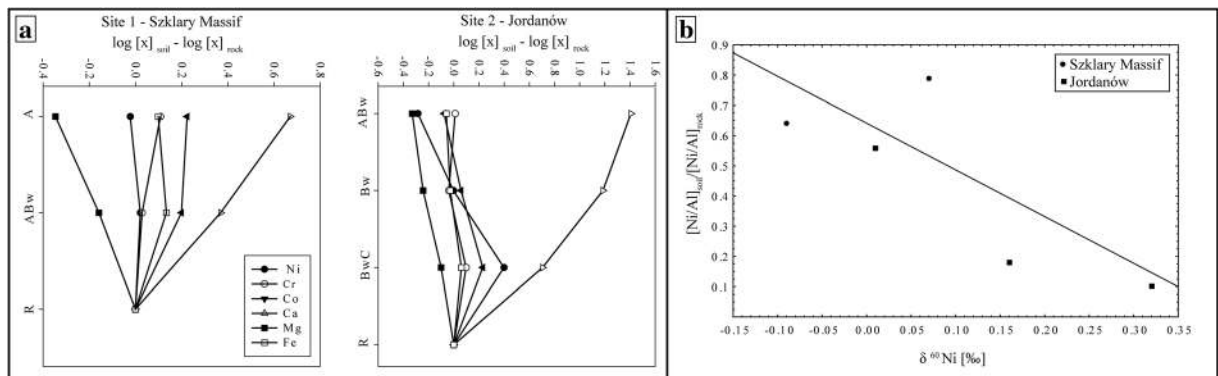 a
Site 1 - Szklary Massif
log [x] soil - log [x] rock
-0.4 -0.2 0.0 0.2 0.4 0.6 0.8
A
ABw
R
Ni
Cr
Co
Ca
Mg
Fe
Site 2 - Jordanów
log [x] soil - log [x] rock
-0.6 -0.4 -0.2 0.0 0.2 0.4 0.6 0.8 1.0 1.2 1.4 1.6
ABw
Bw
BwC
R
b
0.9
0.8
0.7
0.6
0.5
0.4
0.3
0.2
0.1
[Ni/Al]soil/[Ni/Al]rock
Szklary Massif
Jordanów
-0.15 -0.10 -0.05 0.00 0.05 0.10 0.15 0.20 0.25 0.30 0.35
δ 60Ni [‰]